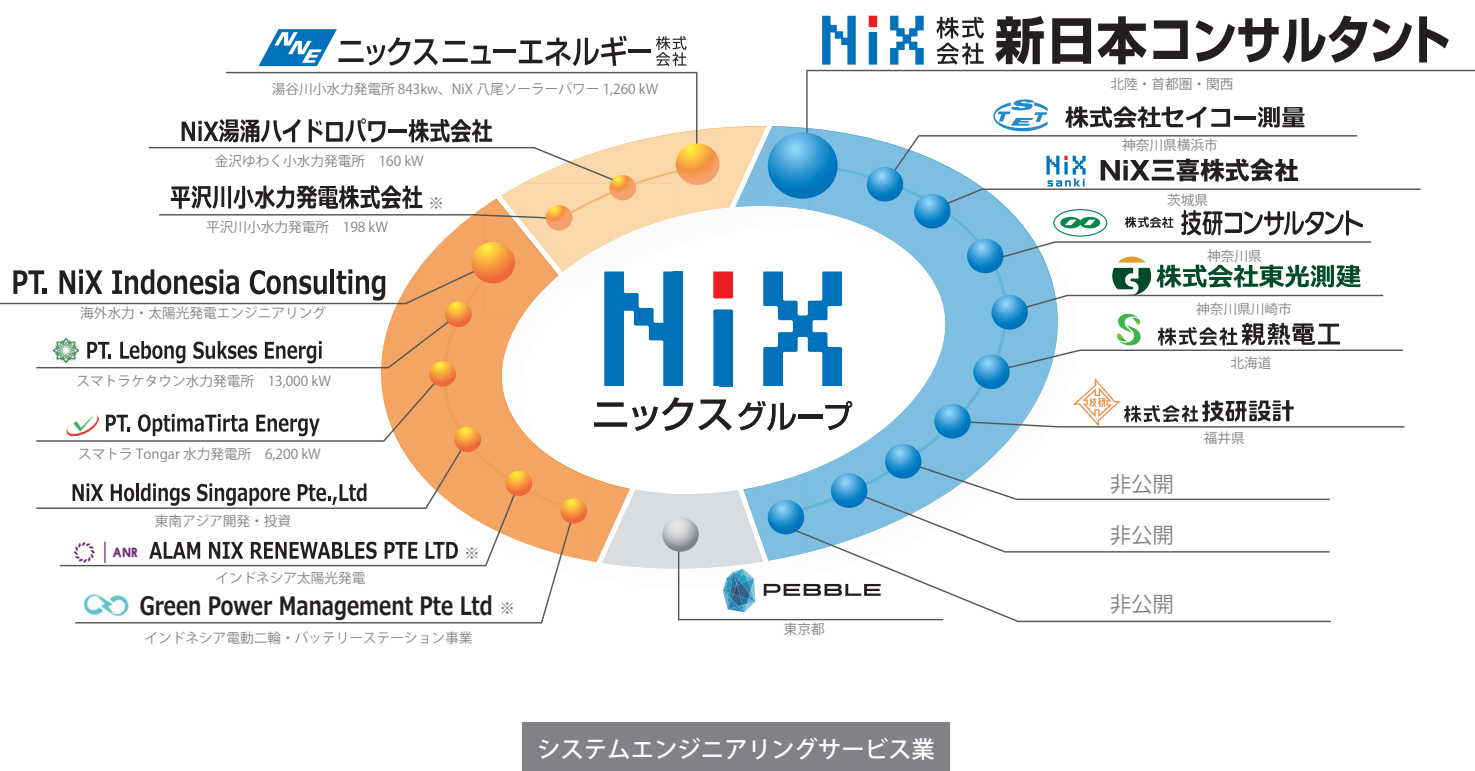 NNE ニックスニューエネルギー 株式会社
湯谷川小水力発電所 843kw、NiX 八尾ソーラーパワー 1,260 kW
NiX湯涌ハイドロパワー株式会社
金沢ゆわく小水力発電所 160 kW
平沢川小水力発電株式会社 ※
平沢川小水力発電所 198 kW
PT. NiX Indonesia Consulting
海外水力・太陽光発電エンジニアリング
PT. Lebong Sukses Energi
スマトラケタウン水力発電所 13,000 kW
PT. OptimaTirta Energy
スマトラ Tongar 水力発電所 6,200 kW
NiX Holdings Singapore Pte.,Ltd
東南アジア開発・投資
ANR ALAM NIX RENEWABLES PTE LTD ※
インドネシア太陽光発電
Green Power Management Pte Ltd ※
インドネシア電動二輪・バッテリーステーション事業
NiX
ニックスグループ
PEBBLE
東京都
NiX 株式会社 新日本コンサルタント
北陸・首都圏・関西
STET 株式会社セイコー測量
神奈川県横浜市
NiX sanki NiX三喜株式会社
茨城県
株式会社 技研コンサルタント
神奈川県
株式会社東光測建
神奈川県川崎市
株式会社 親熱電工
北海道
技研 株式会社 技研設計
福井県
非公開
非公開
非公開
システムエンジニアリングサービス業